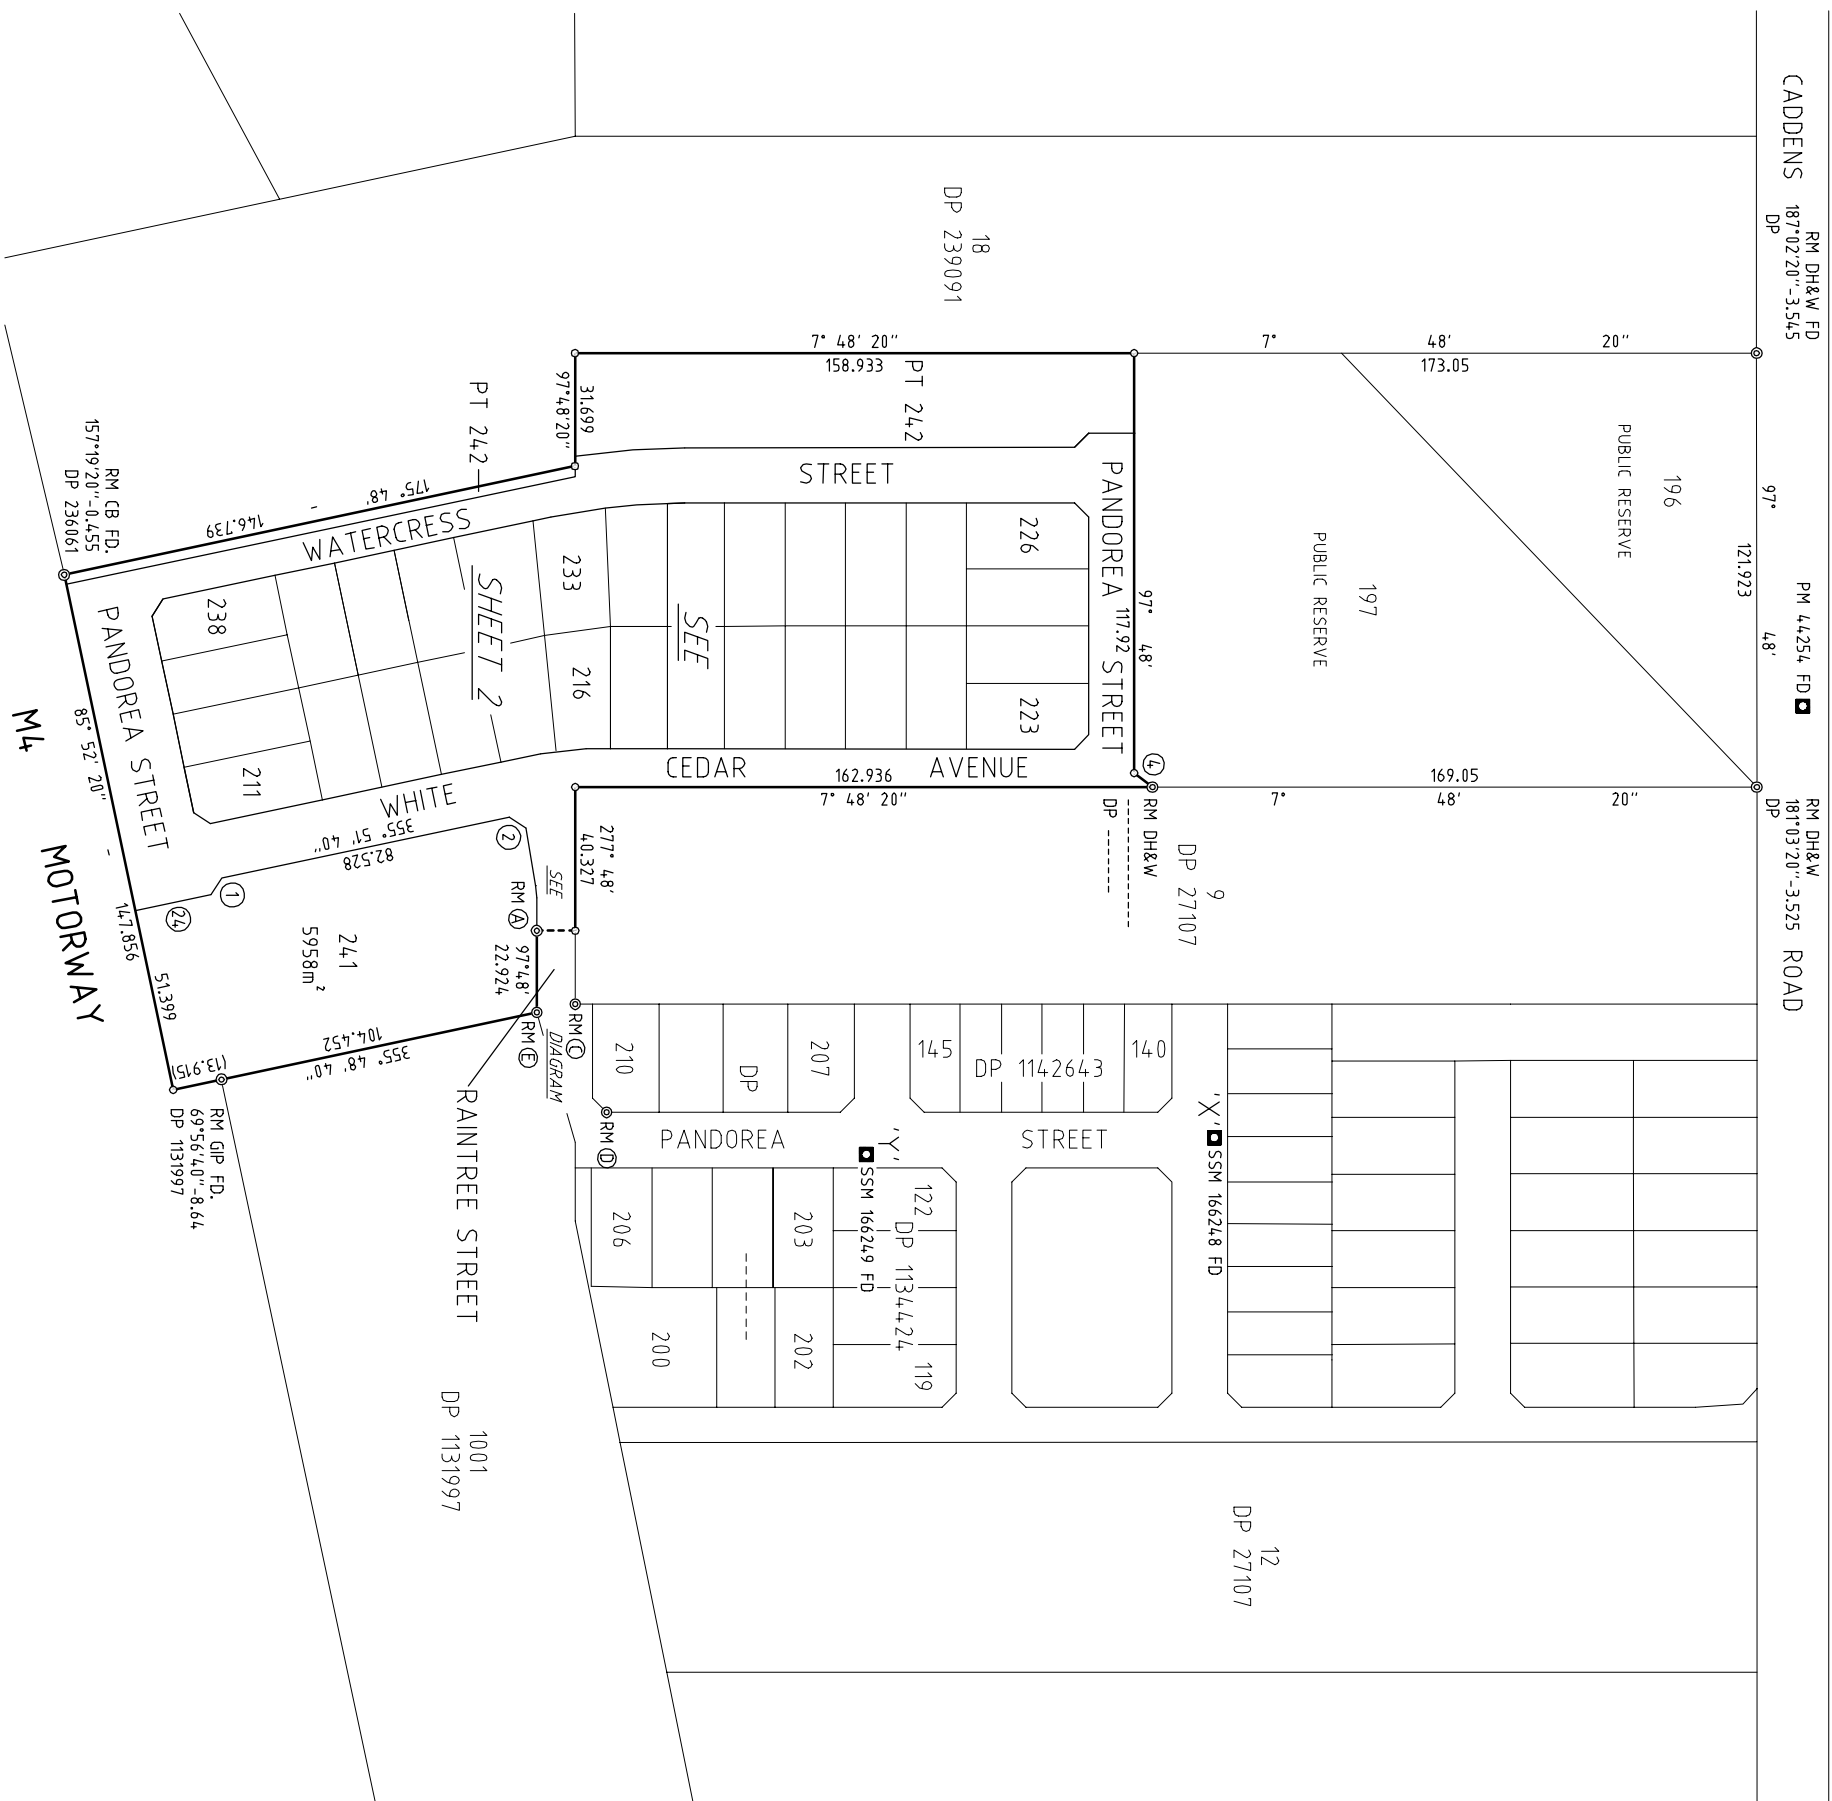 CADDENS
RM DH&W FD
187°02'20"-3.545
DP
PM 44254 FD
RM DH&W
181°03'20"-3.525
DP
ROAD
97°
121.923
48'
196
PUBLIC RESERVE
197
PUBLIC RESERVE
18
DP 239091
7° 48' 20"
158.933
7°
48'
20"
173.05
169.05
7°
48'
20"
97°
117.92
48'
PANDOREA STREET
4
RM DH&W
DP
9
DP 27107
PT 242
STREET
226
223
CEDAR
AVENUE
162.936
7° 48' 20"
SEE
SHEET 2
31.699
97°48'20"
PT 242
233
216
WATERCRESS
175° 48'
-
146.739
RM CB FD.
157°19'20"-0.455
DP 236061
238
211
WHITE
PANDOREA STREET
85° 52' 20"
-
147.856
M4
MOTORWAY
277° 48'
40.327
SEE
DIAGRAM
2
355° 51' 40"
82.528
1
24
RM A
97°48'
22.924
RM E
RM C
RM D
241
5958m²
51.399
355° 48' 40"
104.452
(13.915)
RM GIP FD.
69°56'40"-8.64
DP 1131997
RAINTREE STREET
1001
DP 1131997
210
DP
207
145
DP 1142643
140
PANDOREA
STREET
'X'
SSM 166248 FD
'Y'
SSM 166249 FD
206
203
122
DP 1134424
119
200
202
12
DP 27107